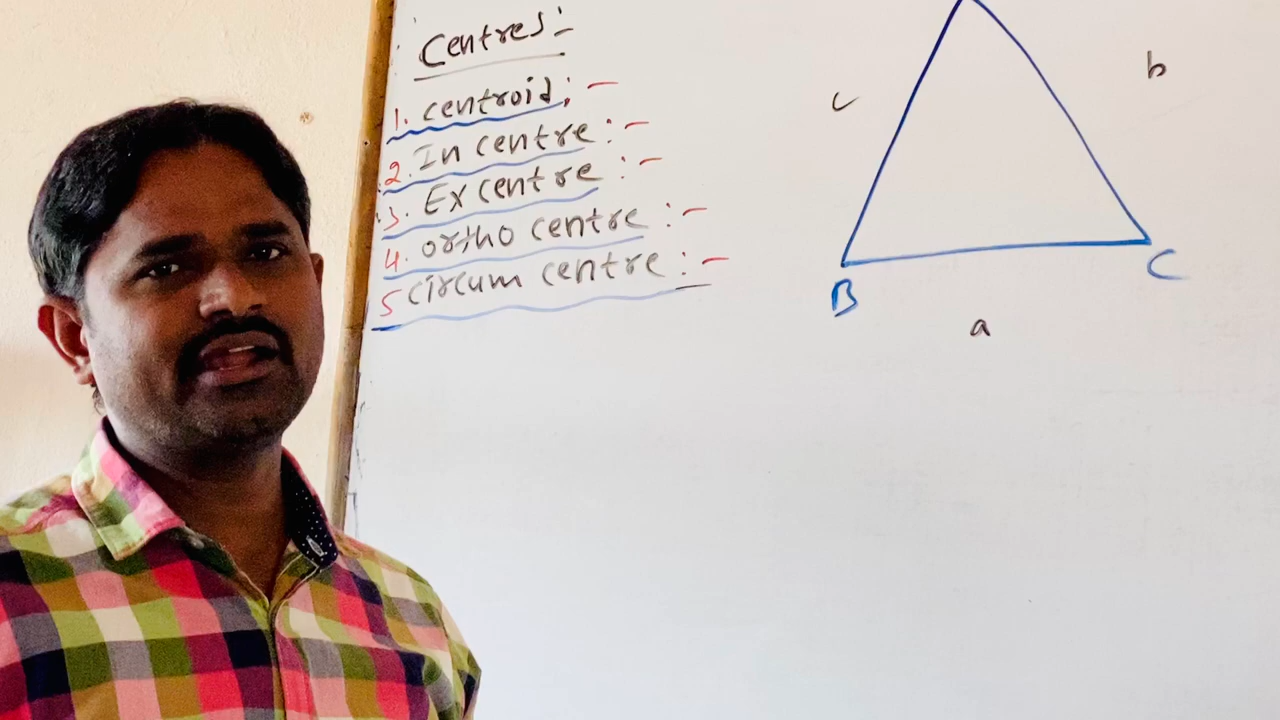 Centres :-
1. centroid : -
2. In centre : -
3. Ex centre : -
4. ortho centre : -
5 circum centre : -
c
b
B
C
a